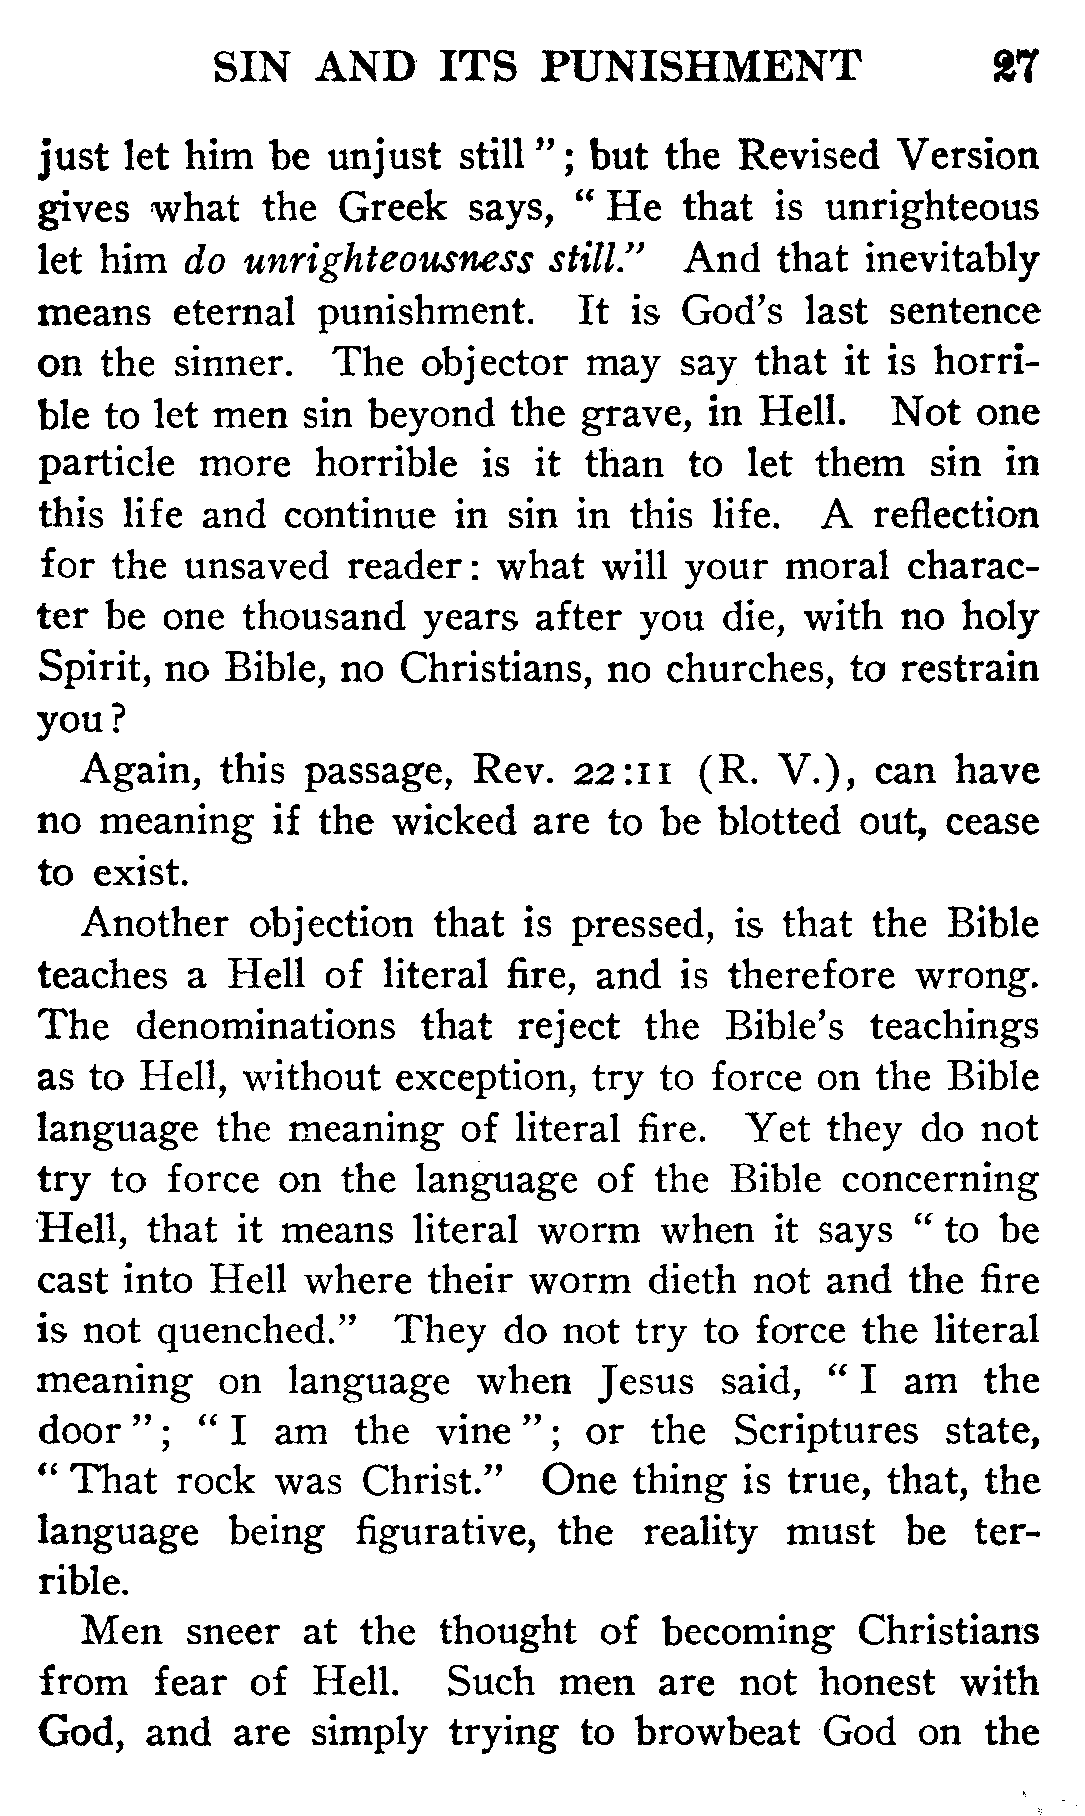 SIN AND ITS PUNISHMENT 27
just let him be unjust still"; but the Revised Version
gives what the Greek says, "He that is unrighteous
let him do unrighteousness still." And that inevitably
means eternal punishment. It is God's last sentence
on the sinner. The objector may say that it is horri-
ble to let men sin beyond the grave, in Hell. Not one
particle more horrible is it than to let them sin in
this life and continue in sin in this life. A reflection
for the unsaved reader: what will your moral charac-
ter be one thousand years after you die, with no holy
Spirit, no Bible, no Christians, no churches, to restrain
you?
Again, this passage, Rev. 22:11 (R. V.), can have
no meaning if the wicked are to be blotted out, cease
to exist.
Another objection that is pressed, is that the Bible
teaches a Hell of literal fire, and is therefore wrong.
The denominations that reject the Bible's teachings
as to Hell, without exception, try to force on the Bible
language the meaning of literal fire. Yet they do not
try to force on the language of the Bible concerning
Hell, that it means literal worm when it says "to be
cast into Hell where their worm dieth not and the fire
is not quenched." They do not try to force the literal
meaning on language when Jesus said, "I am the
door"; "I am the vine"; or the Scriptures state,
"That rock was Christ." One thing is true, that, the
language being figurative, the reality must be ter-
rible.
Men sneer at the thought of becoming Christians
from fear of Hell. Such men are not honest with
God, and are simply trying to browbeat God on the